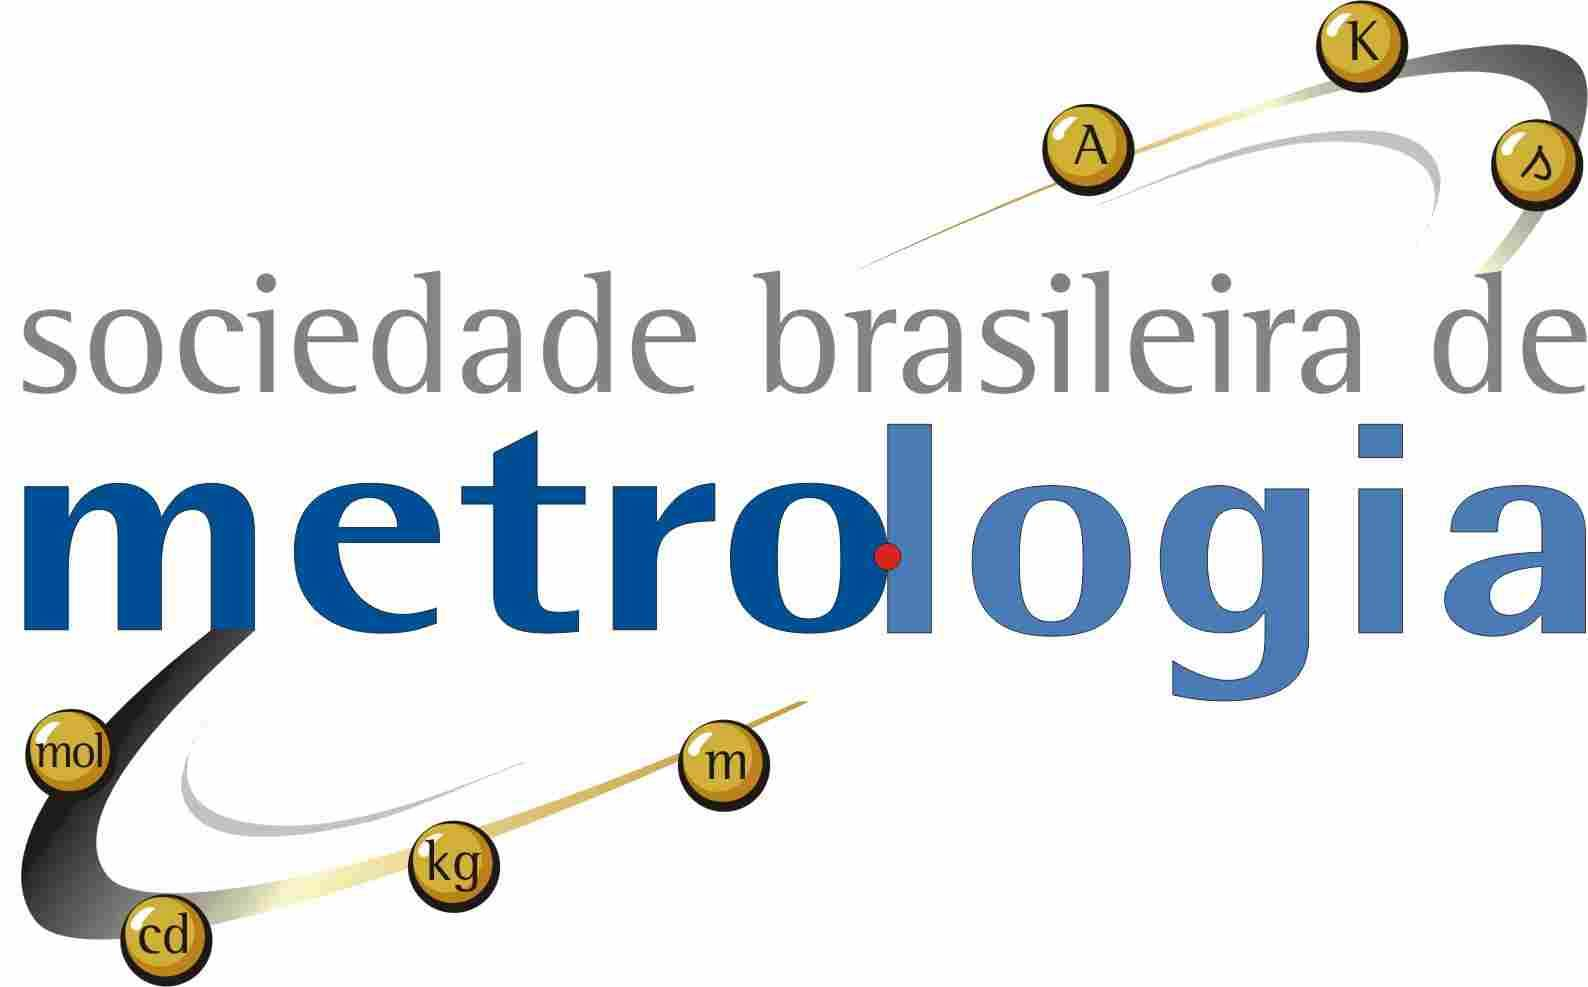 K
A
s
sociedade brasileira de
metrologia
mol
m
kg
cd